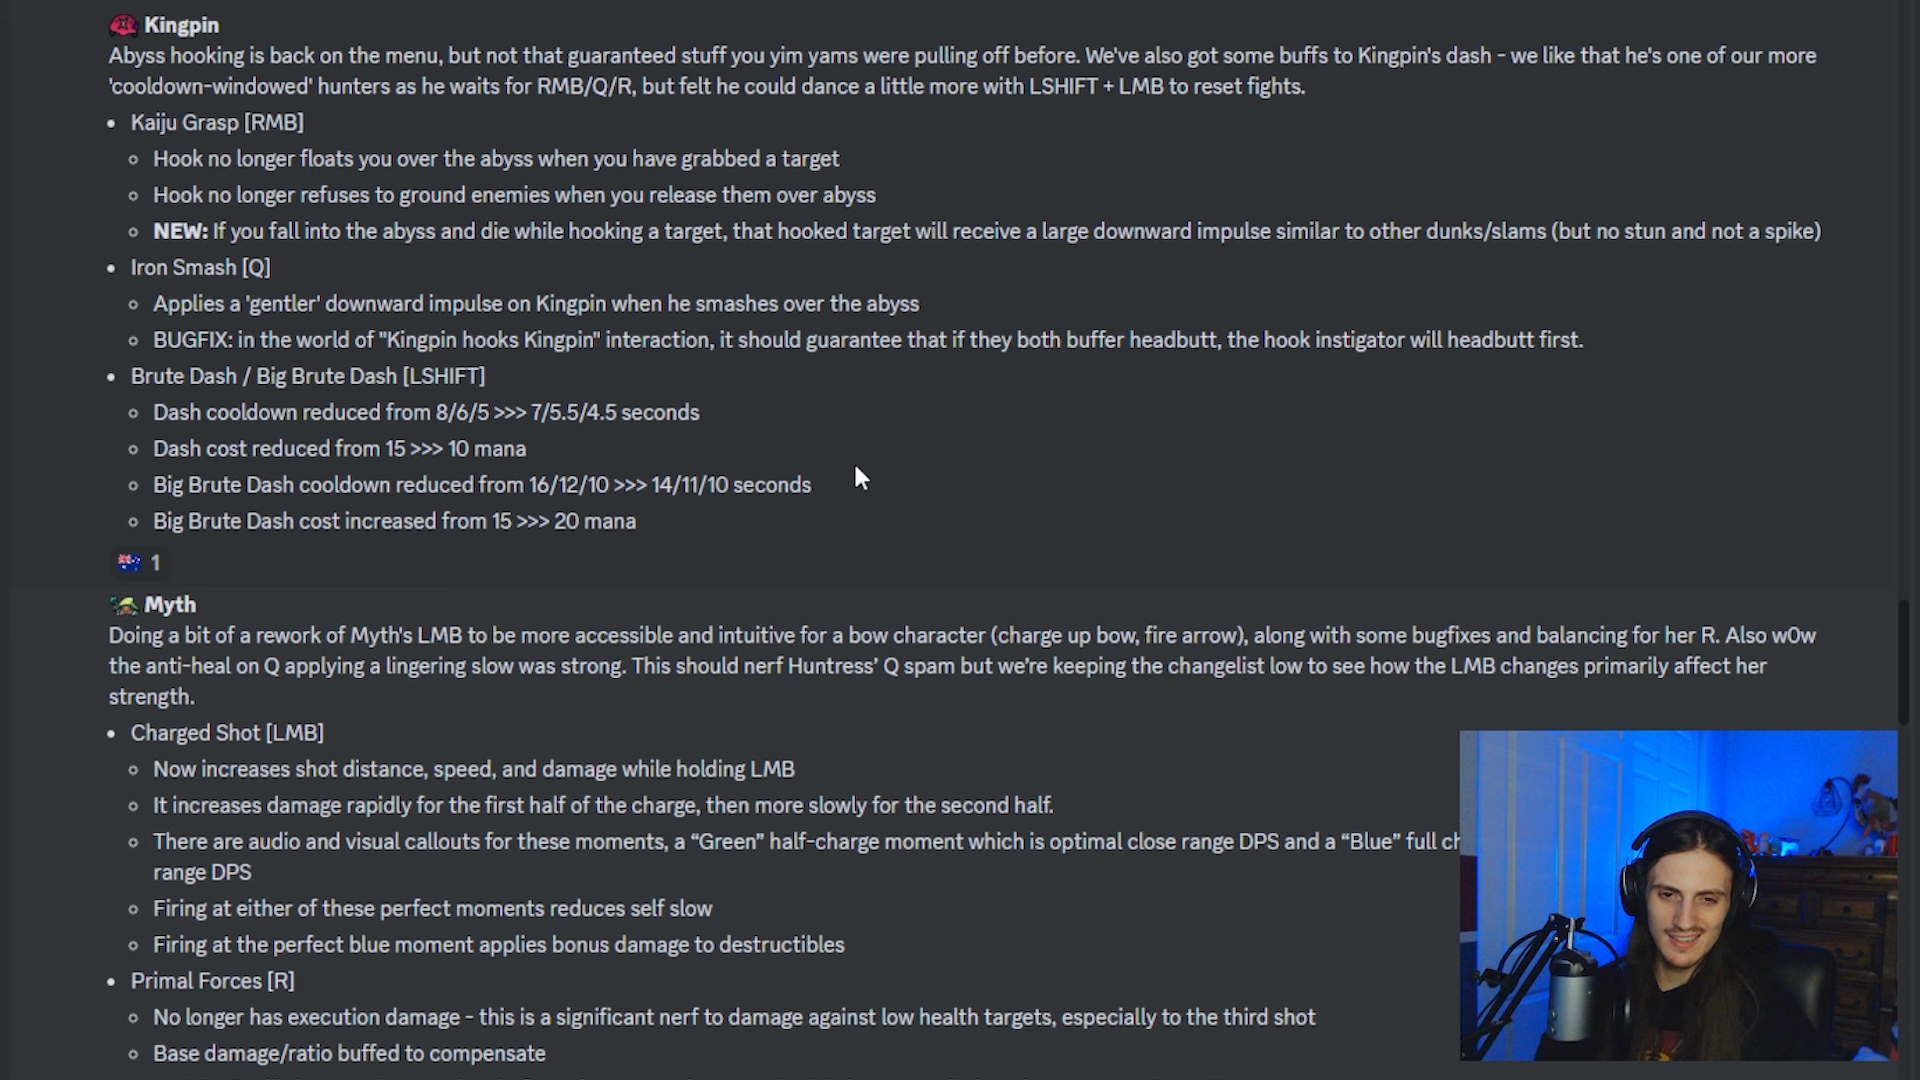 Kingpin
Abyss hooking is back on the menu, but not that guaranteed stuff you yim yams were pulling off before. We've also got some buffs to Kingpin's dash - we like that he's one of our more
'cooldown-windowed' hunters as he waits for RMB/Q/R, but felt he could dance a little more with LSHIFT + LMB to reset fights.
• Kaiju Grasp [RMB]
◦ Hook no longer floats you over the abyss when you have grabbed a target
◦ Hook no longer refuses to ground enemies when you release them over abyss
◦ NEW: If you fall into the abyss and die while hooking a target, that hooked target will receive a large downward impulse similar to other dunks/slams (but no stun and not a spike)
• Iron Smash [Q]
◦ Applies a 'gentler' downward impulse on Kingpin when he smashes over the abyss
◦ BUGFIX: in the world of "Kingpin hooks Kingpin" interaction, it should guarantee that if they both buffer headbutt, the hook instigator will headbutt first.
• Brute Dash / Big Brute Dash [LSHIFT]
◦ Dash cooldown reduced from 8/6/5 >>> 7/5.5/4.5 seconds
◦ Dash cost reduced from 15 >>> 10 mana
◦ Big Brute Dash cooldown reduced from 16/12/10 >>> 14/11/10 seconds
◦ Big Brute Dash cost increased from 15 >>> 20 mana
1
Myth
Doing a bit of a rework of Myth's LMB to be more accessible and intuitive for a bow character (charge up bow, fire arrow), along with some bugfixes and balancing for her R. Also w0w
the anti-heal on Q applying a lingering slow was strong. This should nerf Huntress’ Q spam but we’re keeping the changelist low to see how the LMB changes primarily affect her
strength.
• Charged Shot [LMB]
◦ Now increases shot distance, speed, and damage while holding LMB
◦ It increases damage rapidly for the first half of the charge, then more slowly for the second half.
◦ There are audio and visual callouts for these moments, a “Green” half-charge moment which is optimal close range DPS and a “Blue” full
range DPS
◦ Firing at either of these perfect moments reduces self slow
◦ Firing at the perfect blue moment applies bonus damage to destructibles
• Primal Forces [R]
◦ No longer has execution damage - this is a significant nerf to damage against low health targets, especially to the third shot
◦ Base damage/ratio buffed to compensate